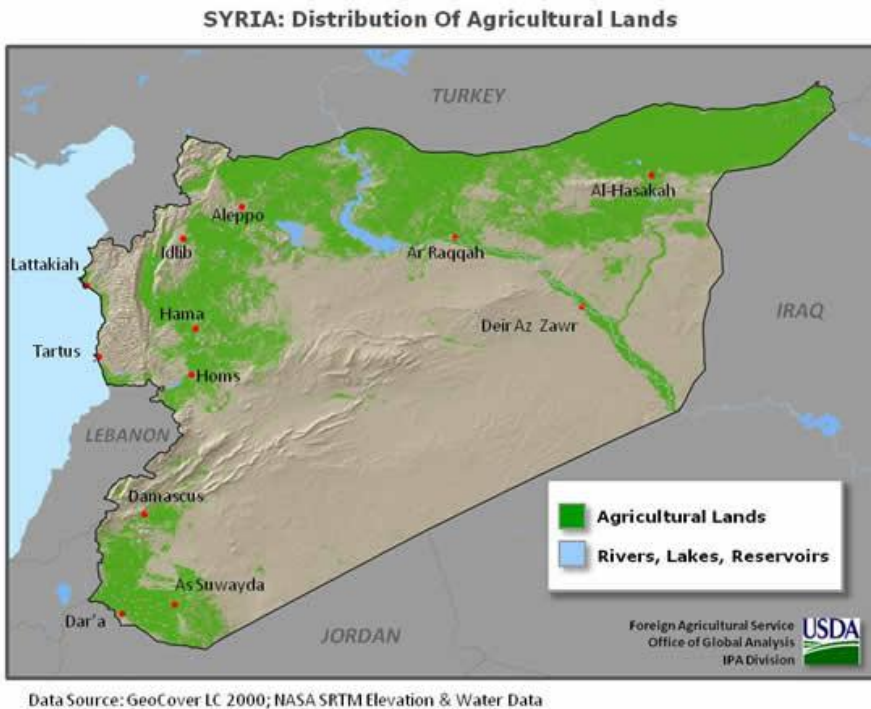 SYRIA: Distribution Of Agricultural Lands
TURKEY
Al-Hasakah
Aleppo
Idlib
Ar Raqqah
Lattakiah
Hama
Deir Az Zawr
IRAQ
Tartus
Homs
LEBANON
Damascus
Agricultural Lands
Rivers, Lakes, Reservoirs
As Suwayda
Dar'a
JORDAN
Foreign Agricultural Service
Office of Global Analysis
IPA Division
USDA
Data Source: GeoCover LC 2000; NASA SRTM Elevation & Water Data